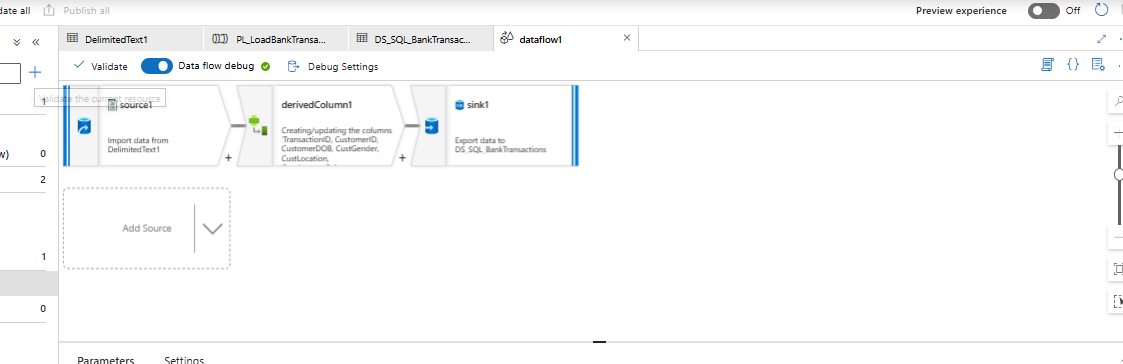 date all
Publish all
Preview experience
Off
DelimitedText1
PL_LoadBankTransa...
DS_SQL_BankTransac...
dataflow1
Validate
Data flow debug
Debug Settings
Validate the current resource
1
source1
Import data from
DelimitedText1
+
derivedColumn1
Creating/updating the columns
'TransactionID, CustomerID,
CustomerDOB, CustGender,
CustLocation,
+
sink1
Export data to
DS_SQL_BankTransactions
w)
0
2
Add Source
1
0
Parameters
Settings